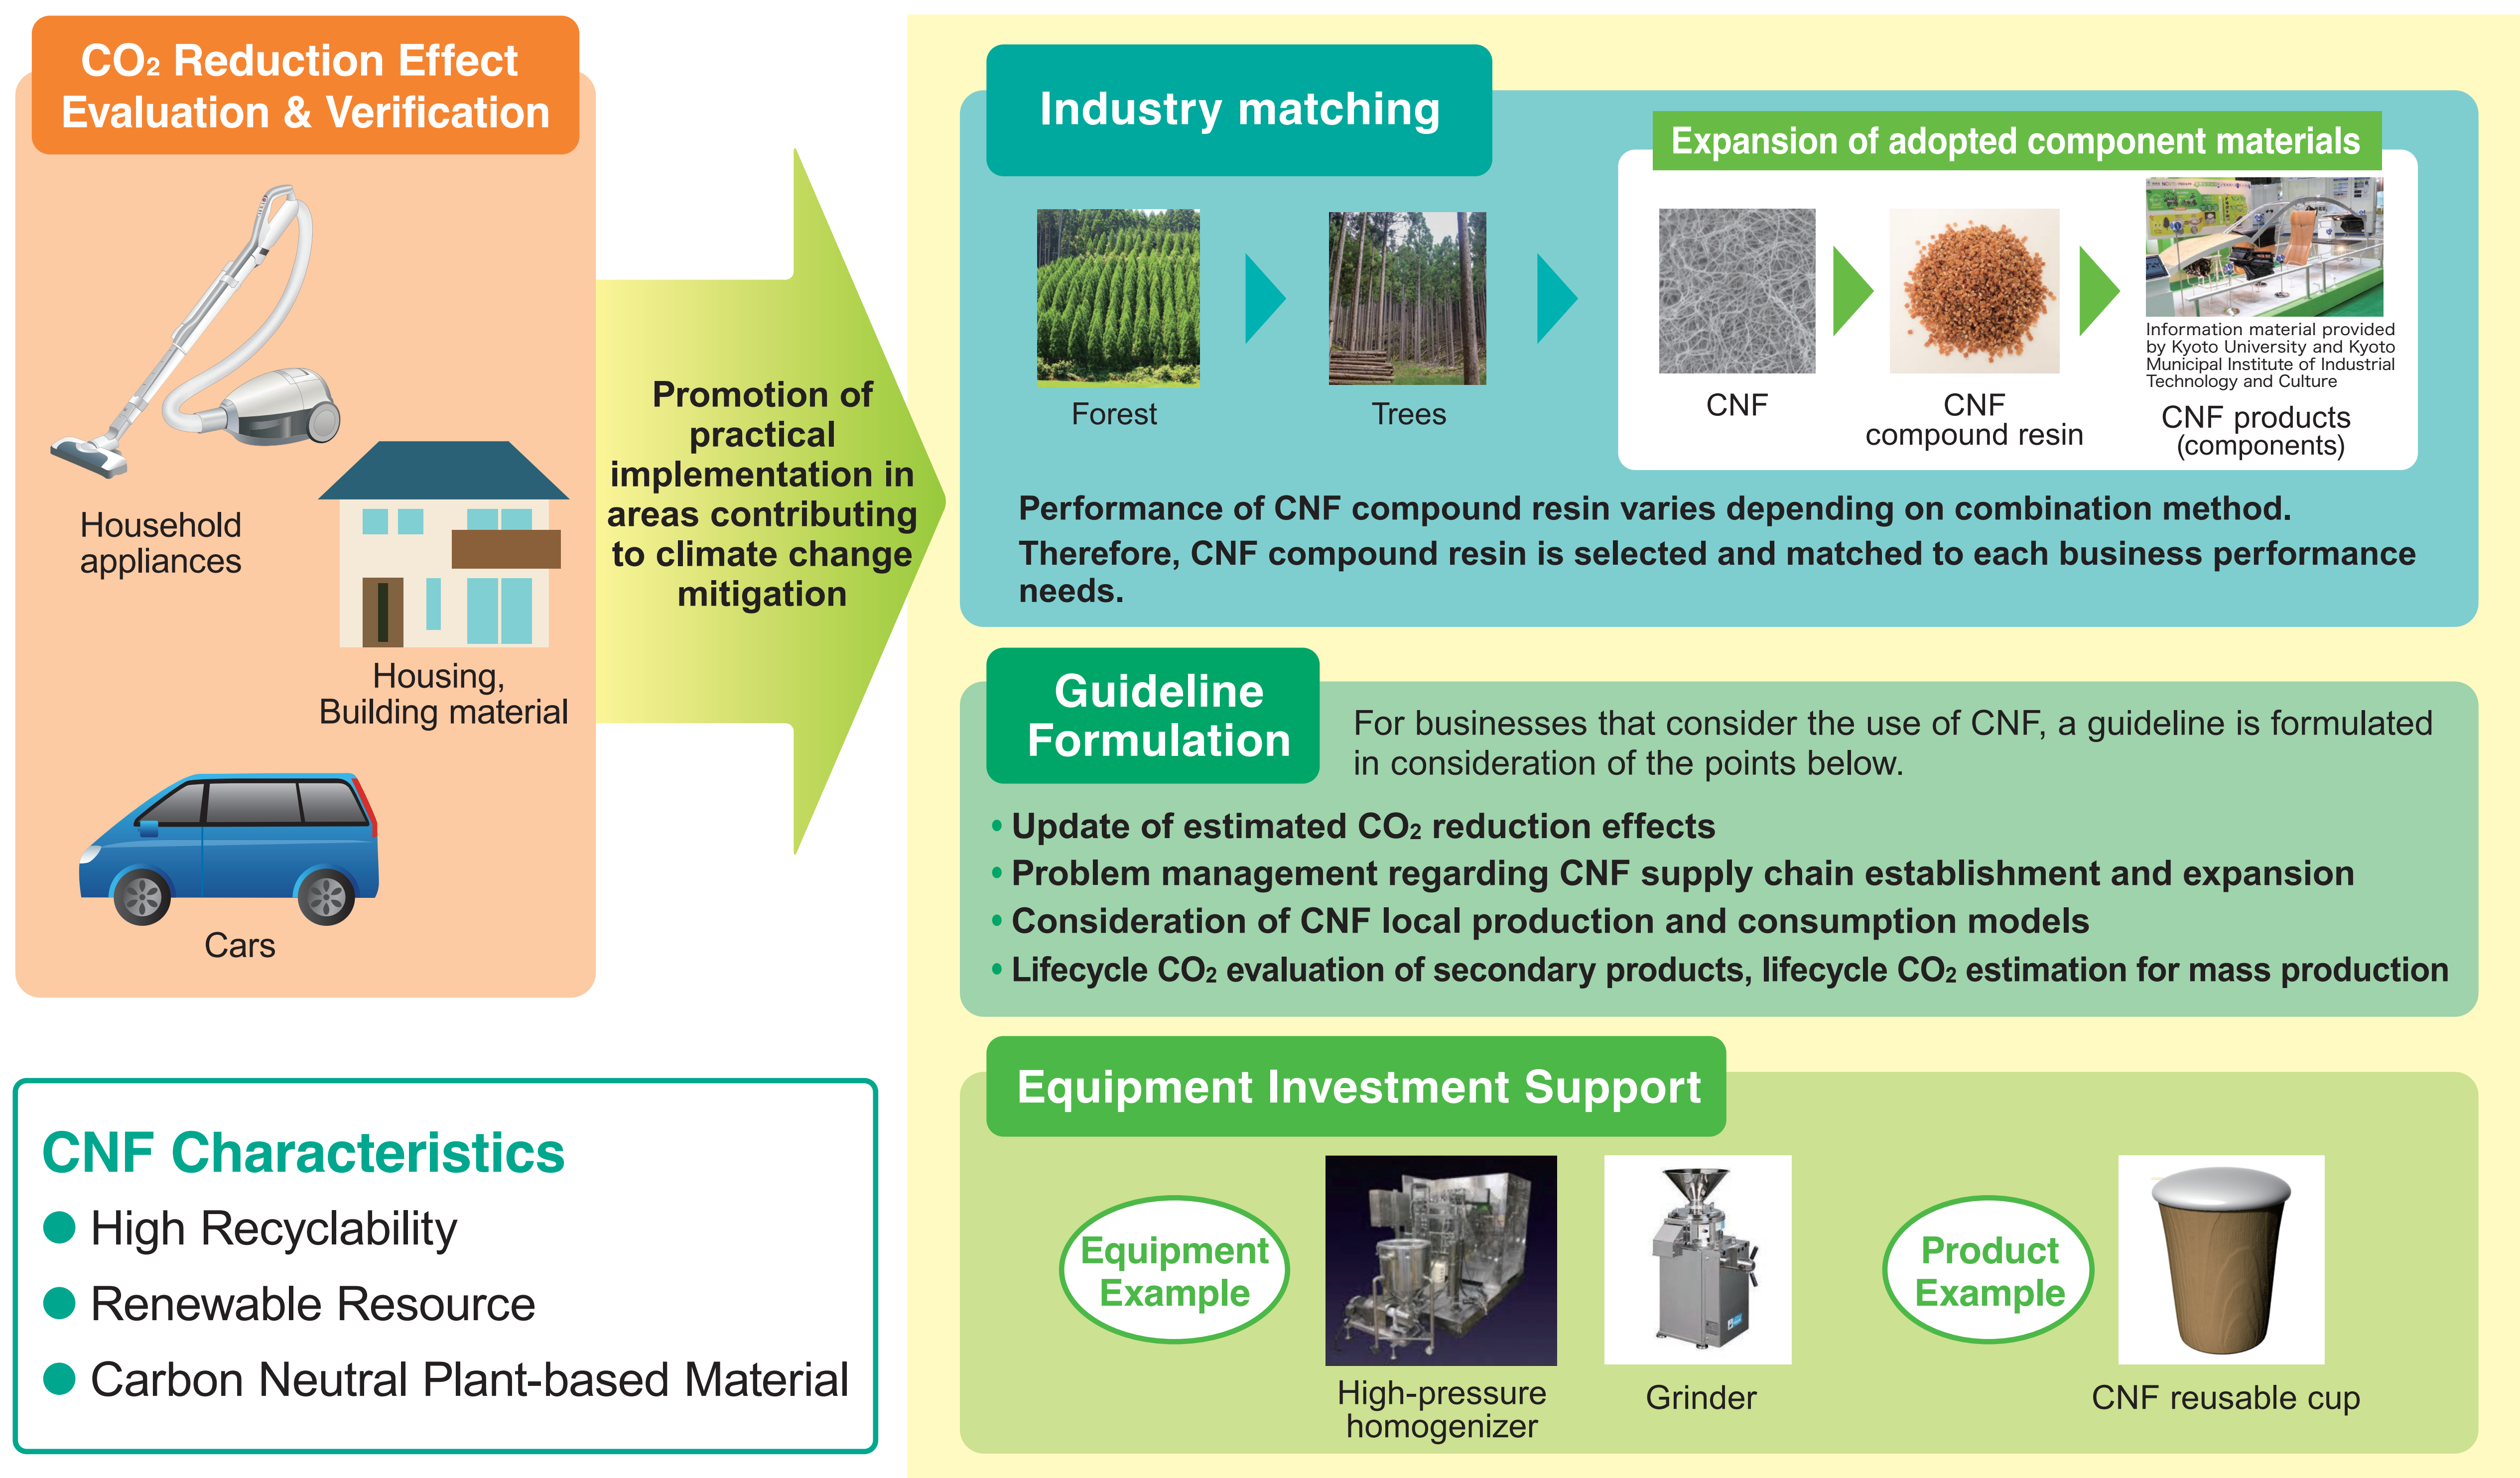 CO₂ Reduction Effect
Evaluation & Verification
Household
appliances
Housing,
Building material
Cars
Promotion of
practical
implementation in
areas contributing
to climate change
mitigation
CNF Characteristics
● High Recyclability
● Renewable Resource
● Carbon Neutral Plant-based Material
Industry matching
Expansion of adopted component materials
Forest
Trees
CNF
CNF
compound resin
Information material provided
by Kyoto University and Kyoto
Municipal Institute of Industrial
Technology and Culture
CNF products
(components)
Performance of CNF compound resin varies depending on combination method.
Therefore, CNF compound resin is selected and matched to each business performance
needs.
Guideline
Formulation
For businesses that consider the use of CNF, a guideline is formulated
in consideration of the points below.
• Update of estimated CO₂ reduction effects
• Problem management regarding CNF supply chain establishment and expansion
• Consideration of CNF local production and consumption models
• Lifecycle CO₂ evaluation of secondary products, lifecycle CO₂ estimation for mass production
Equipment Investment Support
Equipment
Example
High-pressure
homogenizer
Grinder
Product
Example
CNF reusable cup